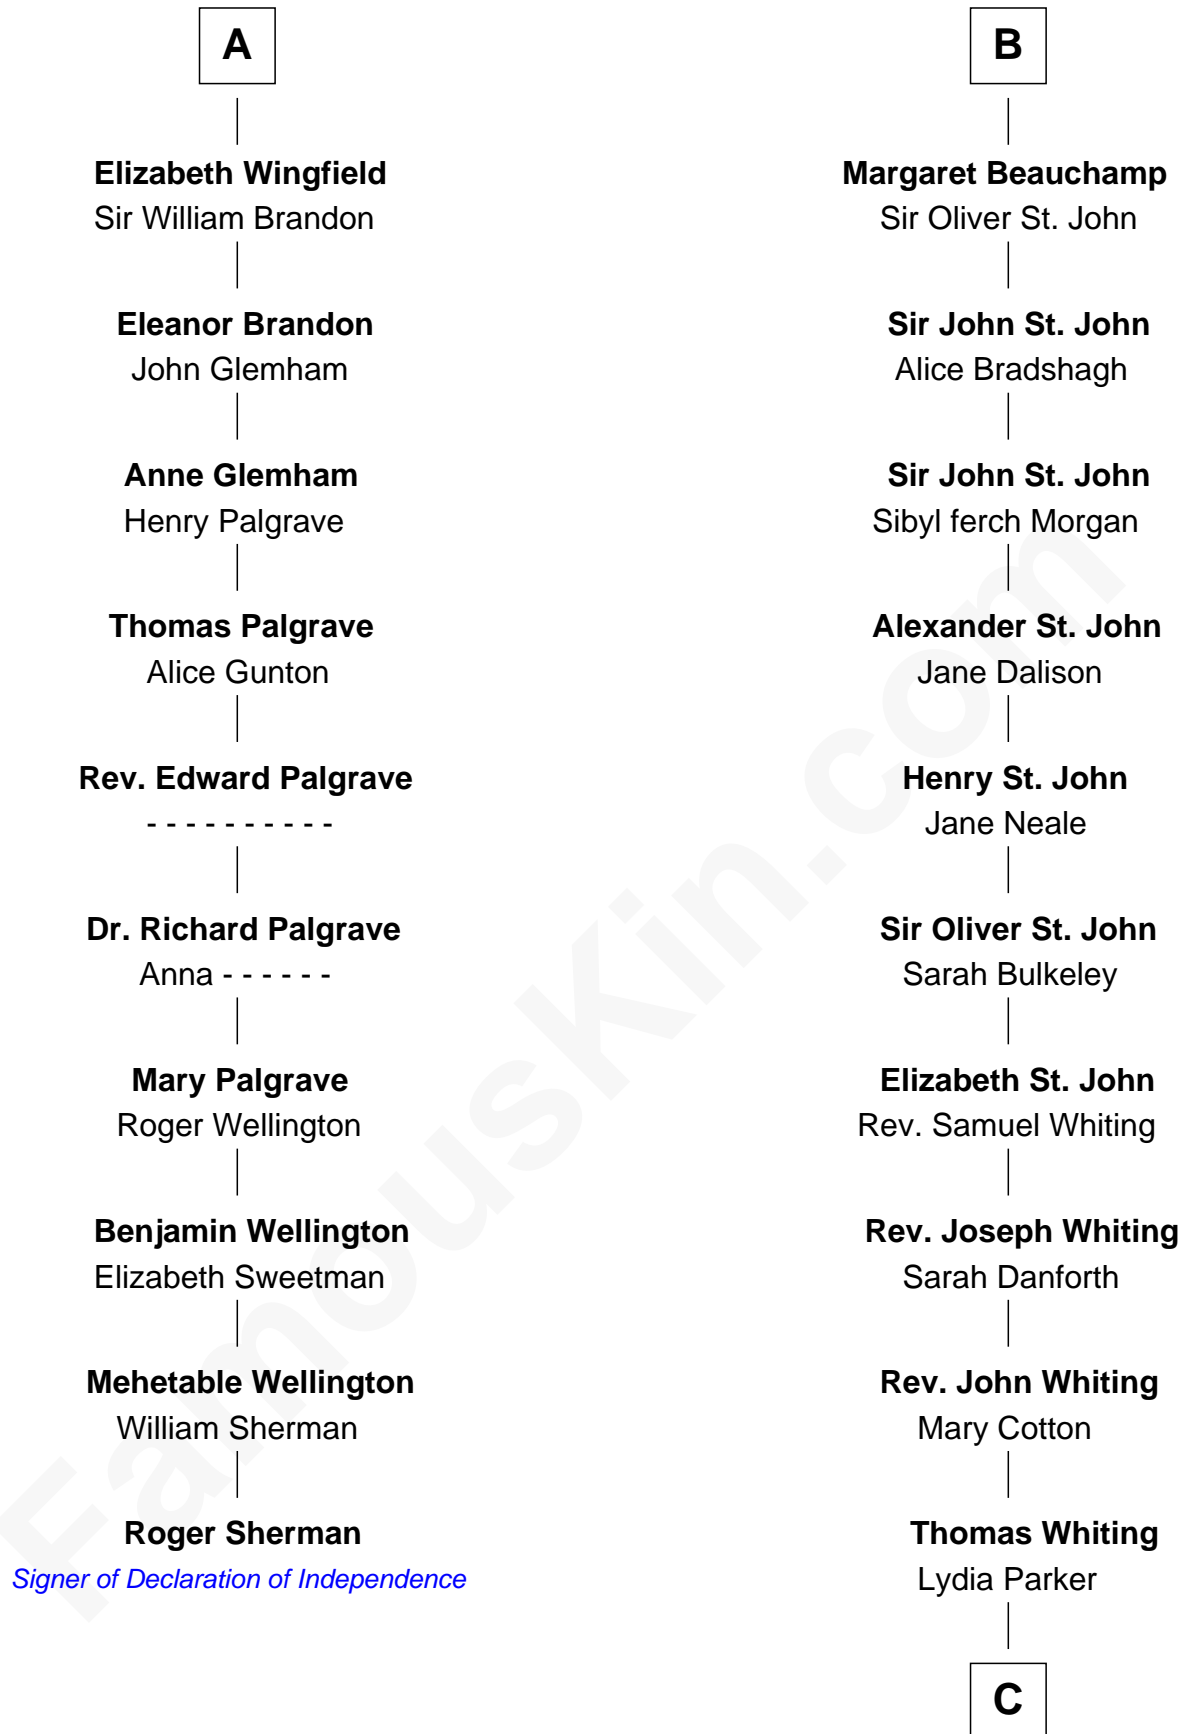 A
Elizabeth Wingfield
Sir William Brandon
Eleanor Brandon
John Glemham
Anne Glemham
Henry Palgrave
Thomas Palgrave
Alice Gunton
Rev. Edward Palgrave
- - - - - - - - - -
Dr. Richard Palgrave
Anna - - - - - -
Mary Palgrave
Roger Wellington
Benjamin Wellington
Elizabeth Sweetman
Mehetable Wellington
William Sherman
Roger Sherman
Signer of Declaration of Independence
B
Margaret Beauchamp
Sir Oliver St. John
Sir John St. John
Alice Bradshagh
Sir John St. John
Sibyl ferch Morgan
Alexander St. John
Jane Dalison
Henry St. John
Jane Neale
Sir Oliver St. John
Sarah Bulkeley
Elizabeth St. John
Rev. Samuel Whiting
Rev. Joseph Whiting
Sarah Danforth
Rev. John Whiting
Mary Cotton
Thomas Whiting
Lydia Parker
C
FamousKin.com